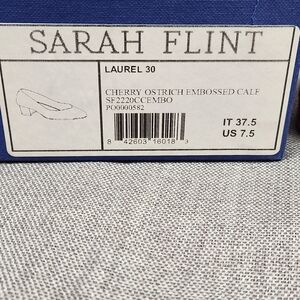 SARAH FLINT
LAUREL 30
CHERRY OSTRICH EMBOSSED CALF
SF2220CCEMBO
PO0000582
8 42603 16018 3
IT 37.5
US 7.5